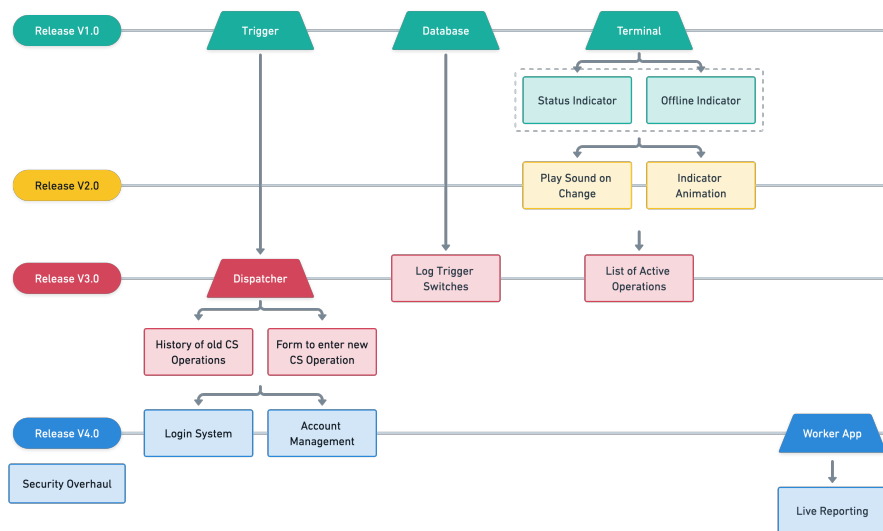 Release V1.0
Trigger
Database
Terminal
Status Indicator
Offline Indicator
Release V2.0
Play Sound on
Change
Indicator
Animation
Release V3.0
Dispatcher
Log Trigger
Switches
List of Active
Operations
History of old CS
Operations
Form to enter new
CS Operation
Release V4.0
Login System
Account
Management
Worker App
Security Overhaul
Live Reporting